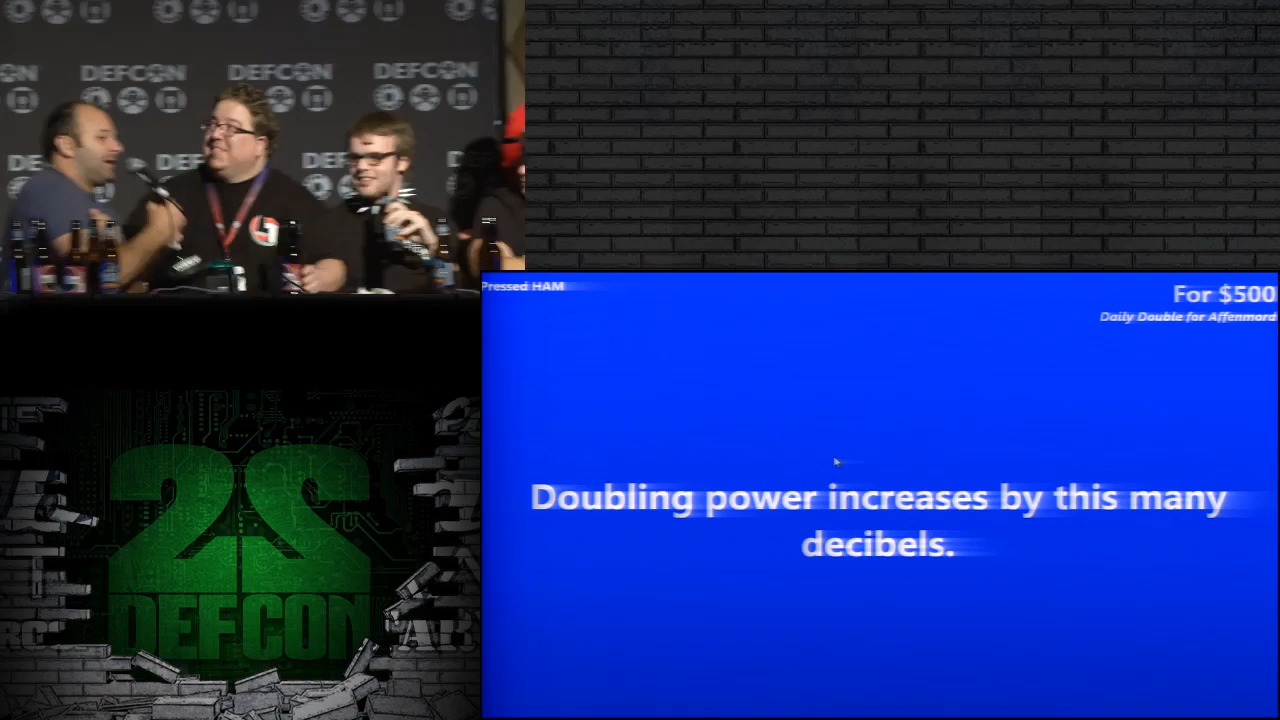 DEFCON DEFCON DEFCON
Pressed HAM
For $500
Daily Double for Affenmord
Doubling power increases by this many
decibels.
22
DEFCON